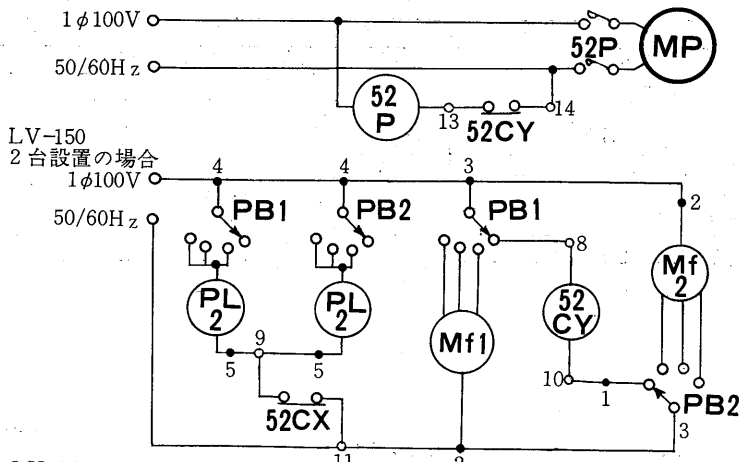 1φ100V
52P
MP
50/60Hz
52
P
13
52CY
14
LV-150
2台設置の場合
4
4
3
1φ100V
50/60Hz
PB1
PB2
PB1
2
8
PL
2
PL
2
Mf1
52
CY
Mf
2
9
5
5
10
1
PB2
52CX
3
11